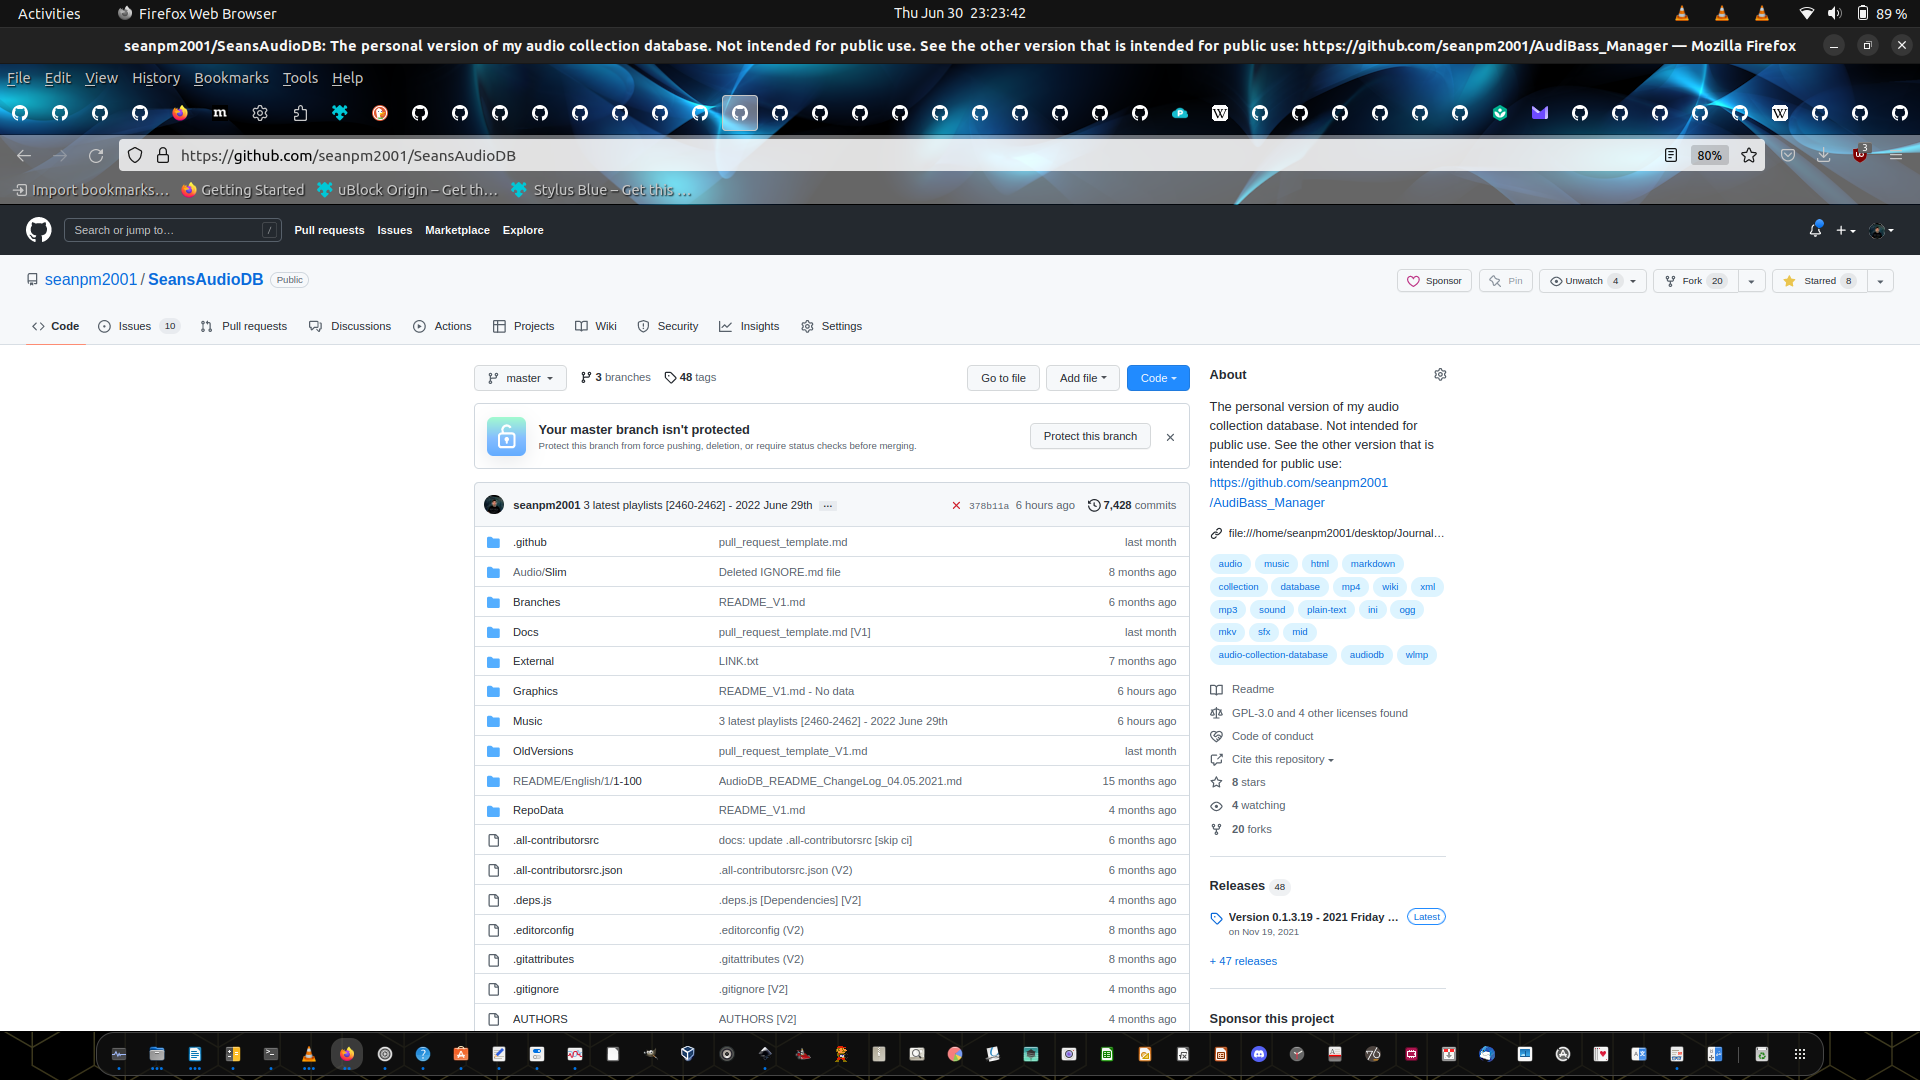 Activities Firefox Web Browser Thu Jun 30 23:23:42 89 %
seanpm2001/SeansAudioDB: The personal version of my audio collection database. Not intended for public use. See the other version that is intended for public use: https://github.com/seanpm2001/AudiBass_Manager — Mozilla Firefox
File Edit View History Bookmarks Tools Help
https://github.com/seanpm2001/SeansAudioDB 80% 3
Import bookmarks… Getting Started uBlock Origin – Get th… Stylus Blue – Get this …
Search or jump to… / Pull requests Issues Marketplace Explore
seanpm2001 / SeansAudioDB Public Sponsor Pin Unwatch 4 Fork 20 Starred 8
Code Issues 10 Pull requests Discussions Actions Projects Wiki Security Insights Settings
master 3 branches 48 tags Go to file Add file Code
Your master branch isn't protected
Protect this branch from force pushing, deletion, or require status checks before merging.
Protect this branch
seanpm2001 3 latest playlists [2460-2462] - 2022 June 29th … 378b11a 6 hours ago 7,428 commits
.github pull_request_template.md last month
Audio/Slim Deleted IGNORE.md file 8 months ago
Branches README_V1.md 6 months ago
Docs pull_request_template.md [V1] last month
External LINK.txt 7 months ago
Graphics README_V1.md - No data 6 hours ago
Music 3 latest playlists [2460-2462] - 2022 June 29th 6 hours ago
OldVersions pull_request_template_V1.md last month
README/English/1/1-100 AudioDB_README_ChangeLog_04.05.2021.md 15 months ago
RepoData README_V1.md 4 months ago
.all-contributorsrc docs: update .all-contributorsrc [skip ci] 6 months ago
.all-contributorsrc.json .all-contributorsrc.json (V2) 6 months ago
.deps.js .deps.js [Dependencies] [V2] 4 months ago
.editorconfig .editorconfig (V2) 8 months ago
.gitattributes .gitattributes (V2) 8 months ago
.gitignore .gitignore [V2] 4 months ago
AUTHORS AUTHORS [V2] 4 months ago
About
The personal version of my audio
collection database. Not intended for
public use. See the other version that is
intended for public use:
https://github.com/seanpm2001
/AudiBass_Manager
file:///home/seanpm2001/desktop/Journal…
audio music html markdown
collection database mp4 wiki xml
mp3 sound plain-text ini ogg
mkv sfx mid
audio-collection-database audiodb wlmp
Readme
GPL-3.0 and 4 other licenses found
Code of conduct
Cite this repository
8 stars
4 watching
20 forks
Releases 48
Version 0.1.3.19 - 2021 Friday … Latest
on Nov 19, 2021
+ 47 releases
Sponsor this project